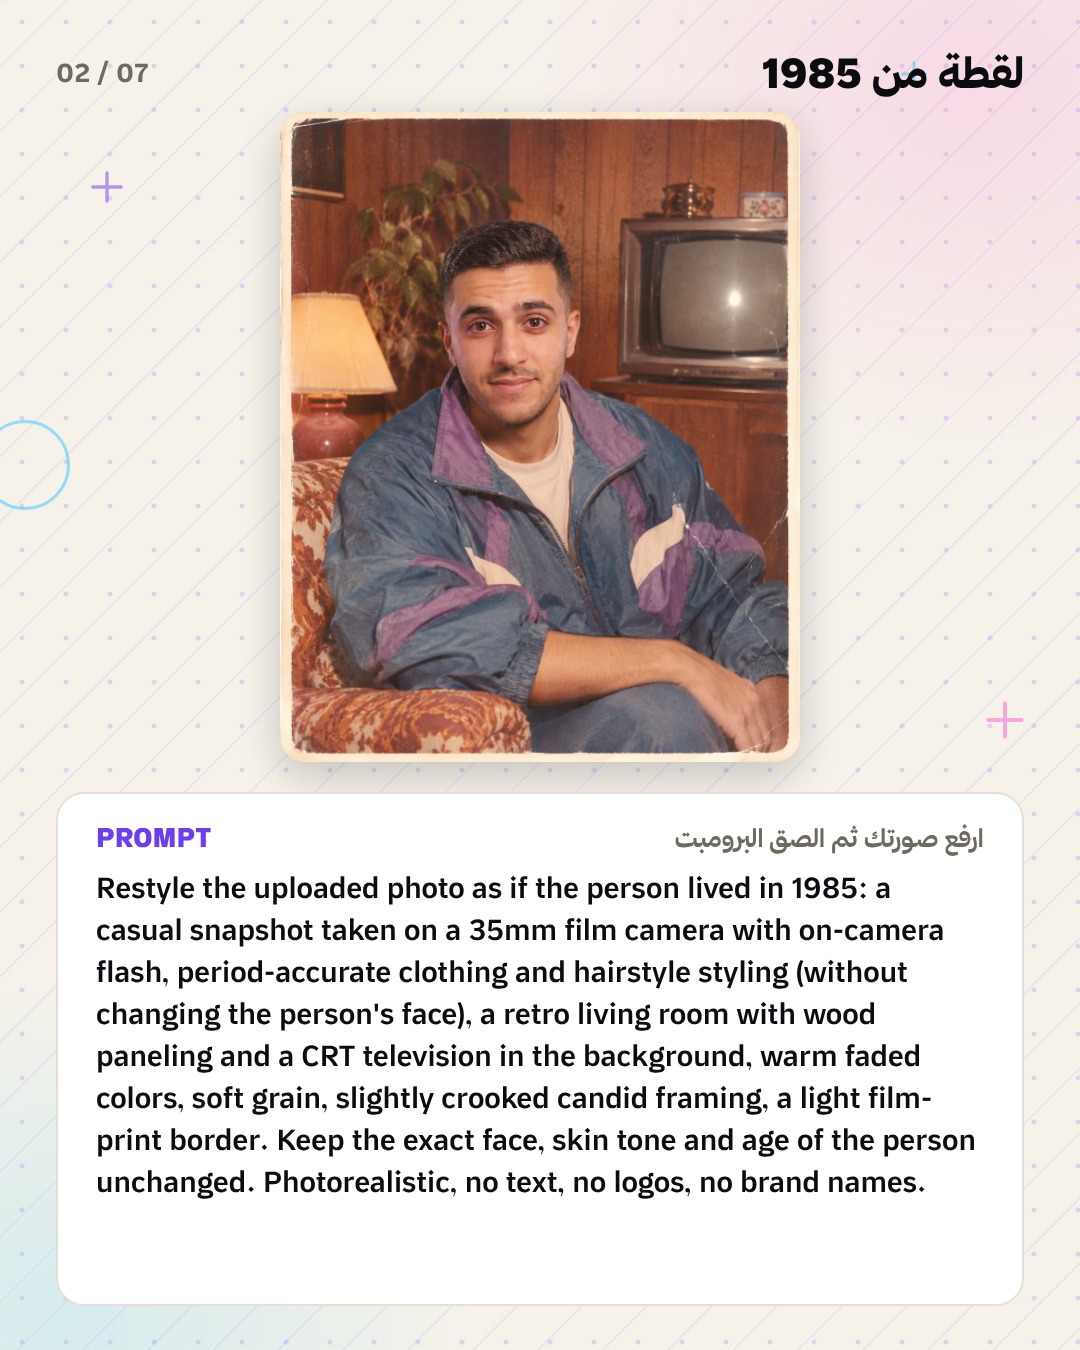 لقطة من 1985
02 / 07
PROMPT
ارفع صورتك ثم الصق البرومبت
Restyle the uploaded photo as if the person lived in 1985: a
casual snapshot taken on a 35mm film camera with on-camera
flash, period-accurate clothing and hairstyle styling (without
changing the person's face), a retro living room with wood
paneling and a CRT television in the background, warm faded
colors, soft grain, slightly crooked candid framing, a light film-
print border. Keep the exact face, skin tone and age of the person
unchanged. Photorealistic, no text, no logos, no brand names.